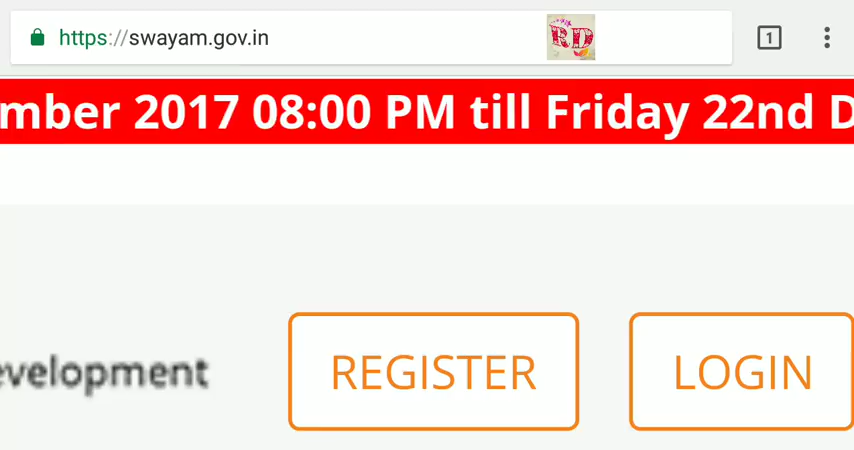 https://swayam.gov.in
RD
1
mber 2017 08:00 PM till Friday 22nd D
evelopment
REGISTER
LOGIN